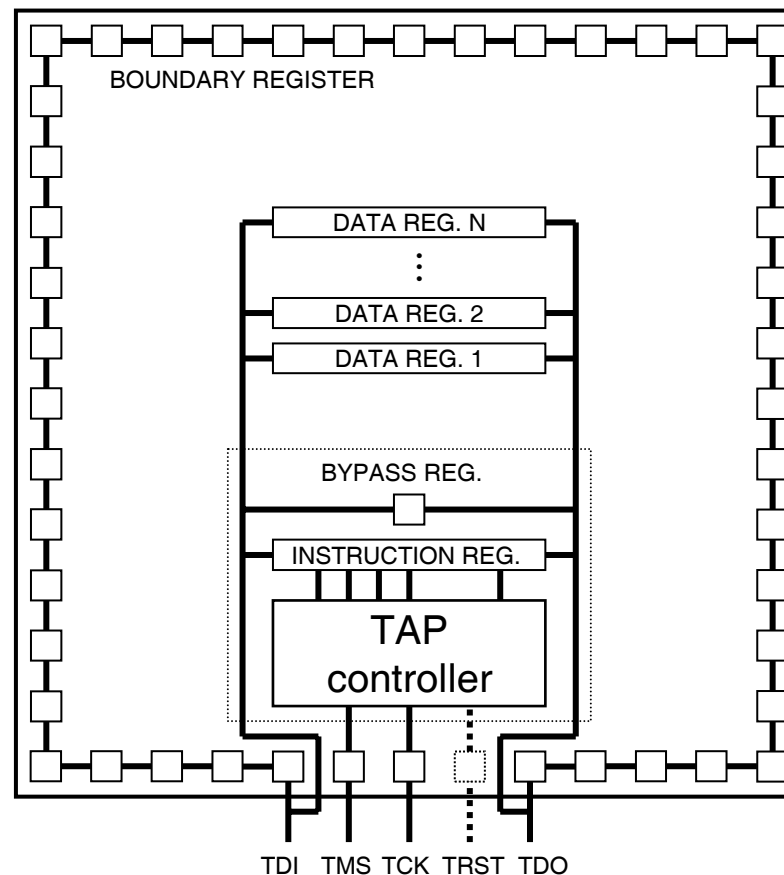 BOUNDARY REGISTER
DATA REG. N
DATA REG. 2
DATA REG. 1
BYPASS REG.
INSTRUCTION REG.
TAP
controller
TDI TMS TCK TRST TDO